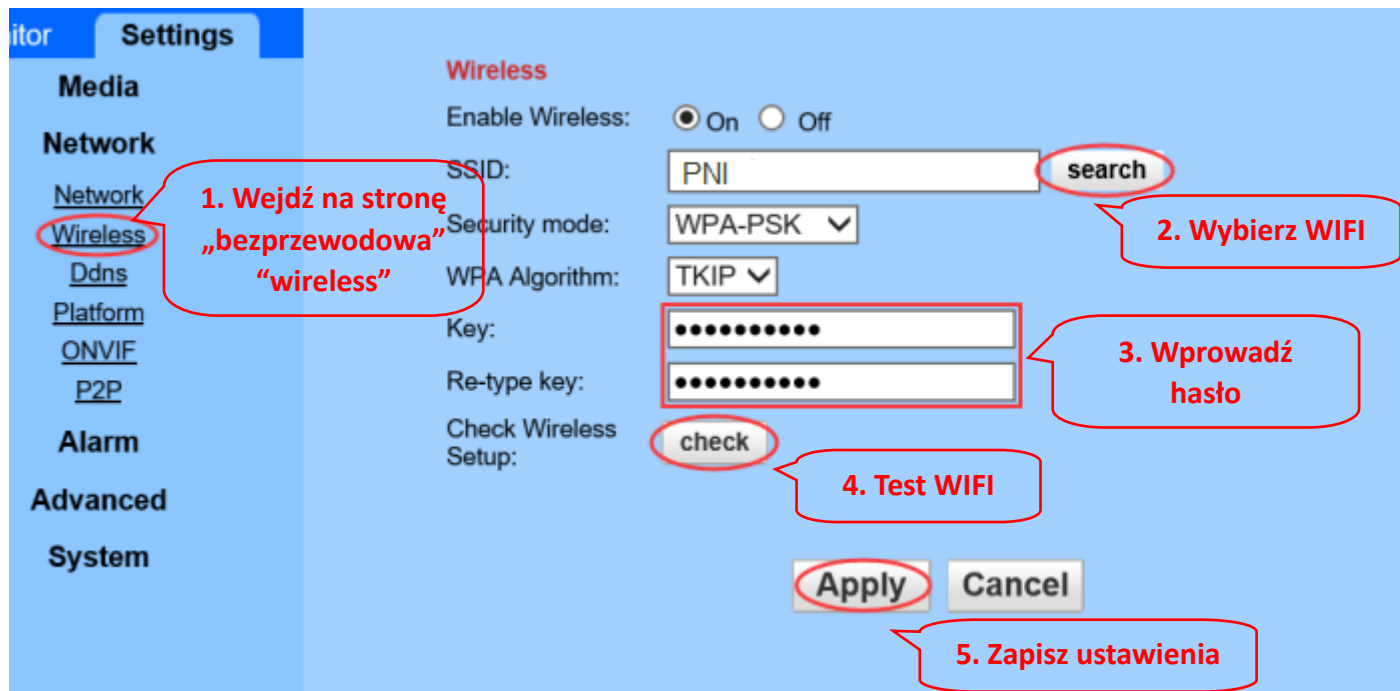 itor Settings
Media
Network
Network
Wireless
Ddns
Platform
ONVIF
P2P
Alarm
Advanced
System
1. Wejdź na stronę
„bezprzewodowa”
“wireless”
Wireless
Enable Wireless: On Off
SSID: PNI search
2. Wybierz WIFI
Security mode: WPA-PSK
WPA Algorithm: TKIP
Key: ••••••••••
Re-type key: ••••••••••
3. Wprowadź
hasło
Check Wireless
Setup: check
4. Test WIFI
Apply Cancel
5. Zapisz ustawienia